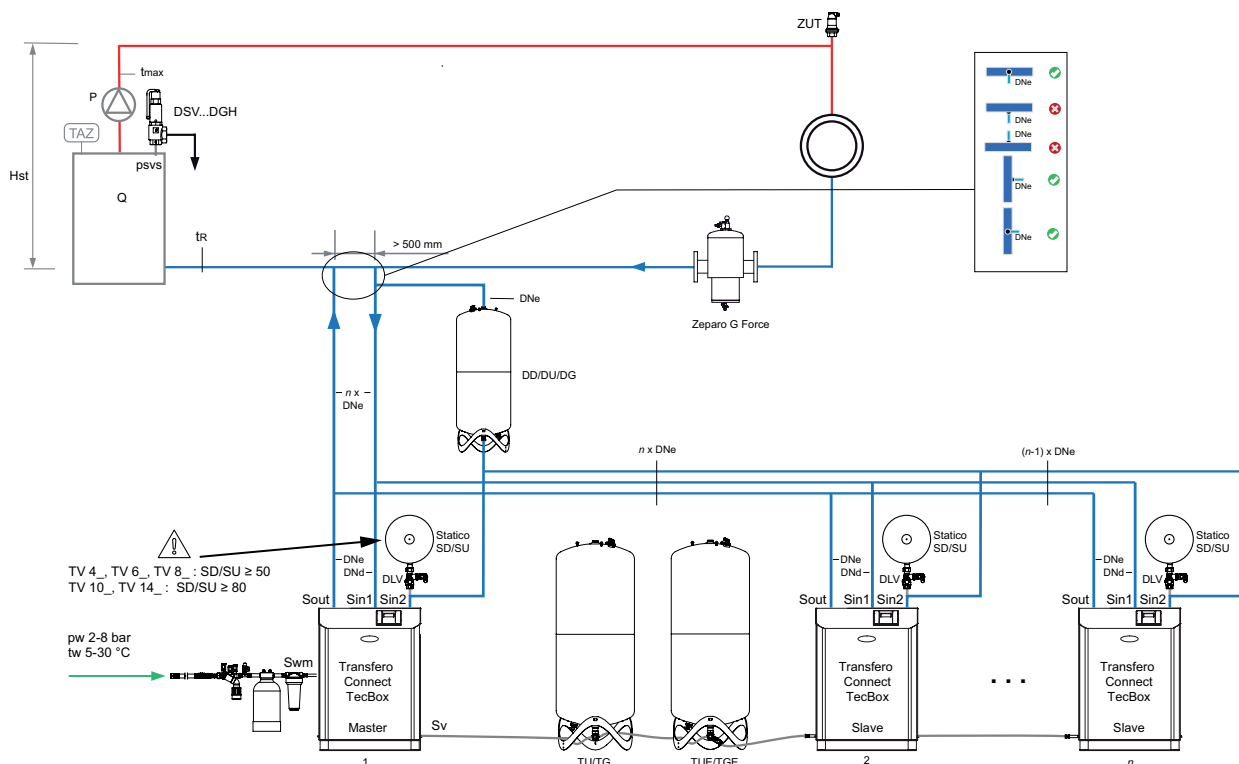 ZUT
tmax
P
DSV...DGH
TAZ
psvs
Hst
Q
DNe
DNe
DNe
DNe
DNe
tR
> 500 mm
DNe
Zeparo G Force
DD/DU/DG
n x
DNe
n x DNe
(n-1) x DNe
Statico
SD/SU
Statico
SD/SU
Statico
SD/SU
TV 4_, TV 6_, TV 8_ : SD/SU ≥ 50
TV 10_, TV 14_ : SD/SU ≥ 80
DNe
DNd
DLV
DNe
DNd
DLV
DNe
DNd
DLV
Sout Sin1 Sin2
Sout Sin1 Sin2
Sout Sin1 Sin2
pw 2-8 bar
tw 5-30 °C
Swm
Transfero
Connect
TecBox
Master
Transfero
Connect
TecBox
Slave
. . .
Transfero
Connect
TecBox
Slave
Sv
1
TU/TG
TUE/TGE
2
n